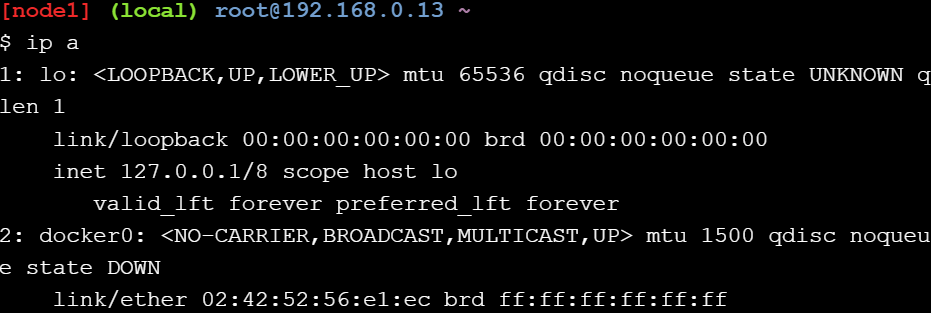 [node1] (local) root@192.168.0.13 ~
$ ip a
1: lo: <LOOPBACK,UP,LOWER_UP> mtu 65536 qdisc noqueue state UNKNOWN q
len 1
    link/loopback 00:00:00:00:00:00 brd 00:00:00:00:00:00
    inet 127.0.0.1/8 scope host lo
       valid_lft forever preferred_lft forever
2: docker0: <NO-CARRIER,BROADCAST,MULTICAST,UP> mtu 1500 qdisc noqueu
e state DOWN
    link/ether 02:42:52:56:e1:ec brd ff:ff:ff:ff:ff:ff